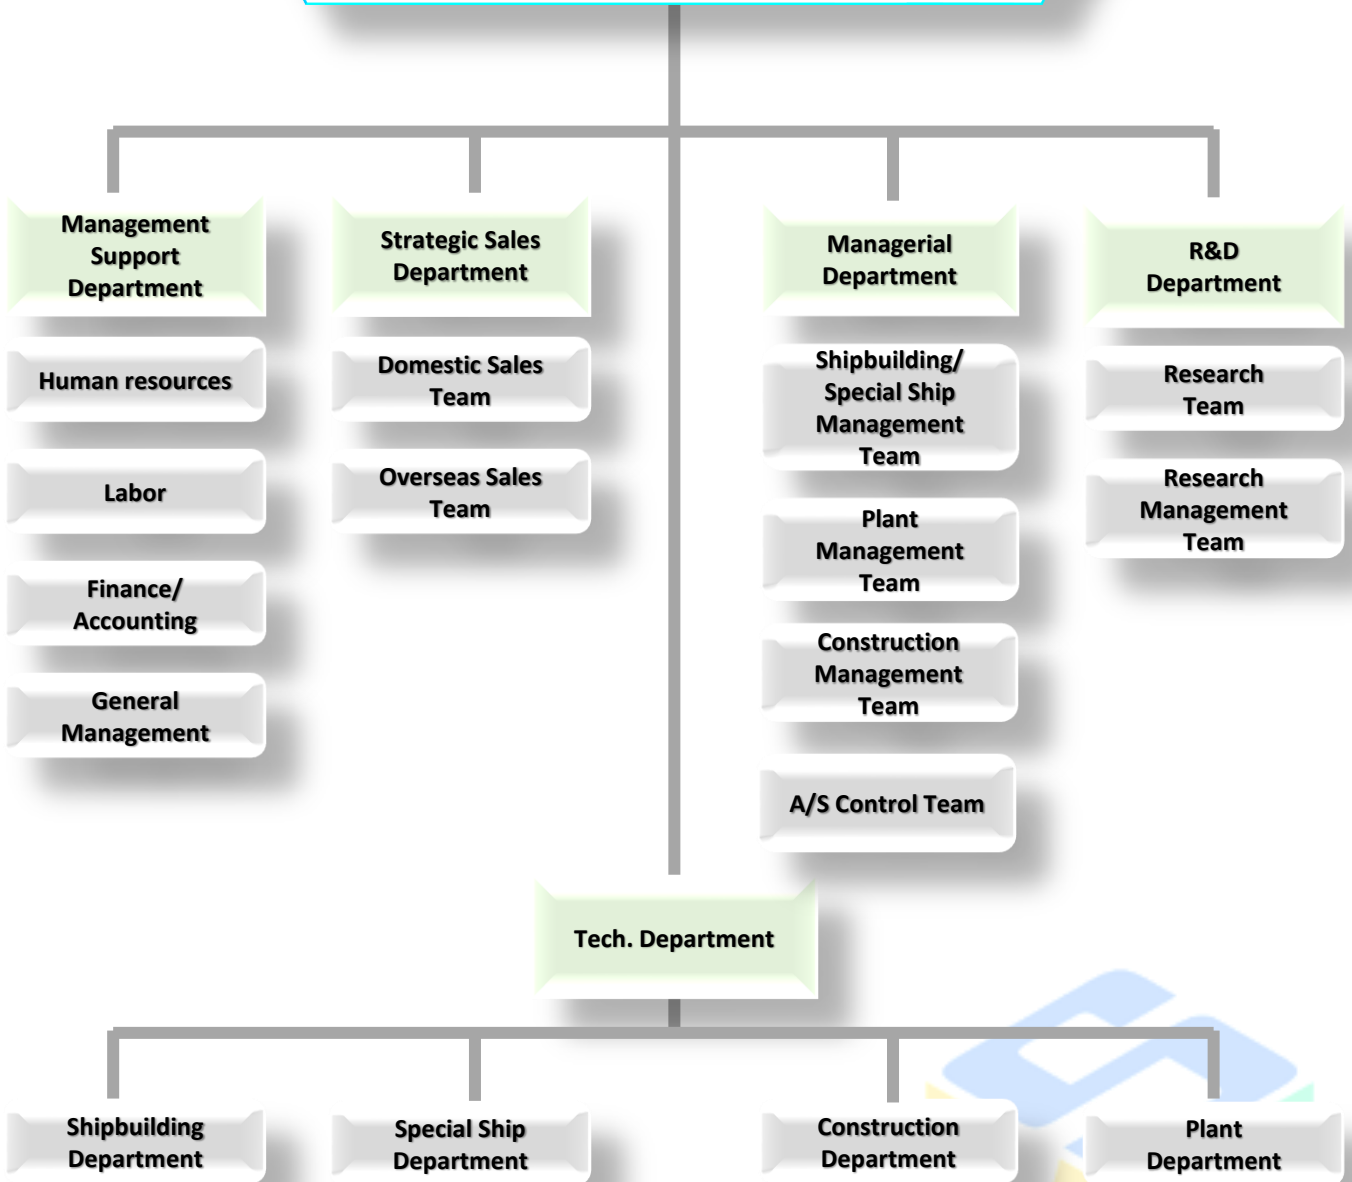 Management
Support
Department
Human resources
Labor
Finance/
Accounting
General
Management
Strategic Sales
Department
Domestic Sales
Team
Overseas Sales
Team
Managerial
Department
Shipbuilding/
Special Ship
Management
Team
Plant
Management
Team
Construction
Management
Team
A/S Control Team
R&D
Department
Research
Team
Research
Management
Team
Tech. Department
Shipbuilding
Department
Special Ship
Department
Construction
Department
Plant
Department